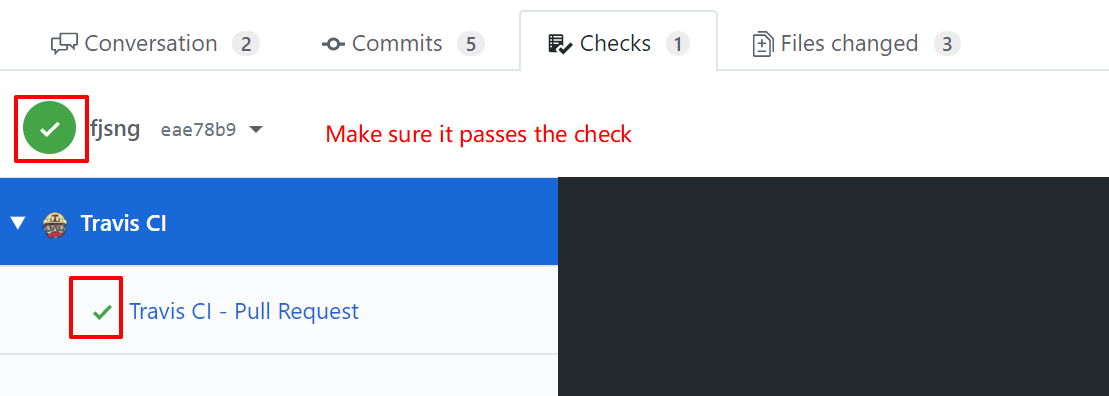 Conversation 2 Commits 5 Checks 1 Files changed 3
fjsng eae78b9 Make sure it passes the check
Travis CI
Travis CI - Pull Request